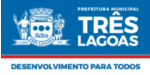 PREFEITURA MUNICIPAL
TRÊS
LAGOAS
DESENVOLVIMENTO PARA TODOS